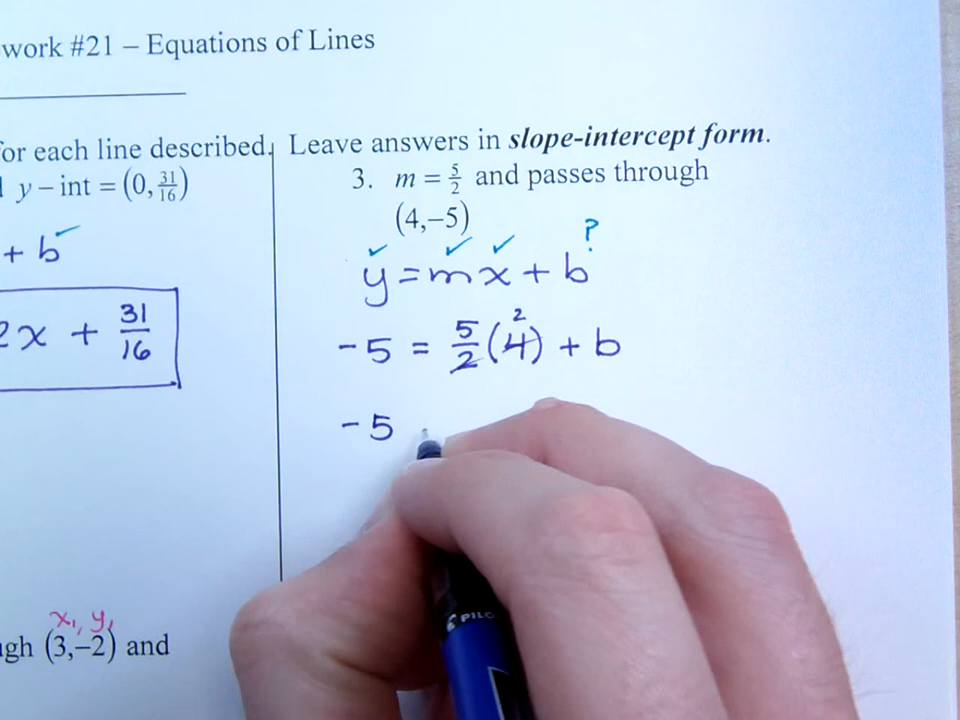 work #21 – Equations of Lines
for each line described. Leave answers in slope-intercept form.
y – int = (0, 31/16)
+ b
2x + 31/16
3. m = 5/2 and passes through
(4,–5)
?
y = mx + b
2
-5 = 5/2 (4) + b
-5
x₁, y₁
(3,–2) and
PILO